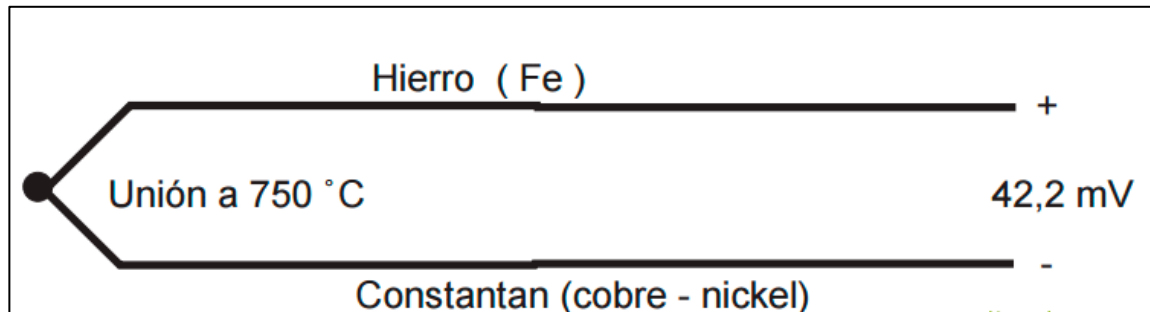 Hierro ( Fe )
+
Unión a 750 °C
42,2 mV
-
Constantan (cobre - nickel)